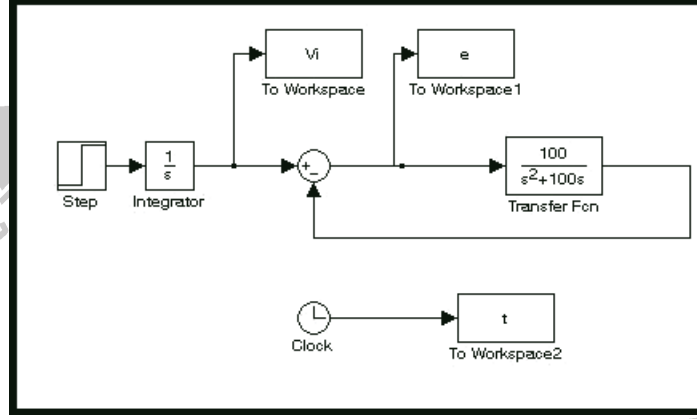 Vi
To Workspace
e
To Workspace1
Step
1
s
Integrator
+
−
100
s²+100s
Transfer Fcn
Clock
t
To Workspace2